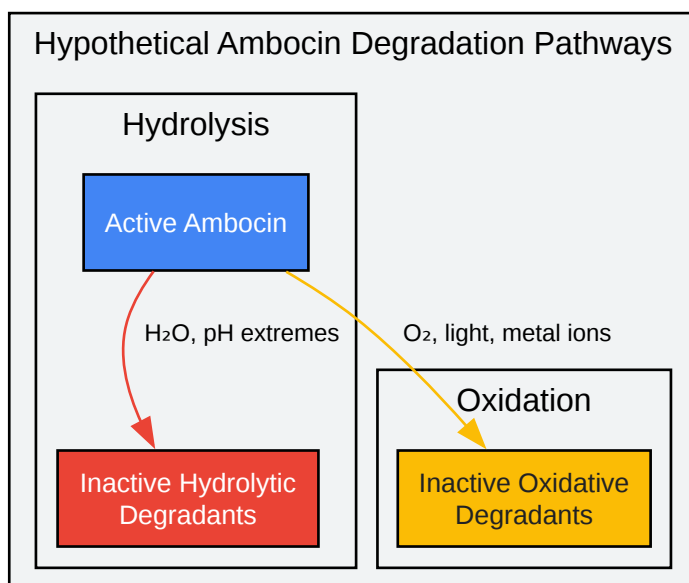 Hypothetical Ambocin Degradation Pathways
Hydrolysis
Active Ambocin
H₂O, pH extremes
O₂, light, metal ions
Oxidation
Inactive Hydrolytic
Degradants
Inactive Oxidative
Degradants